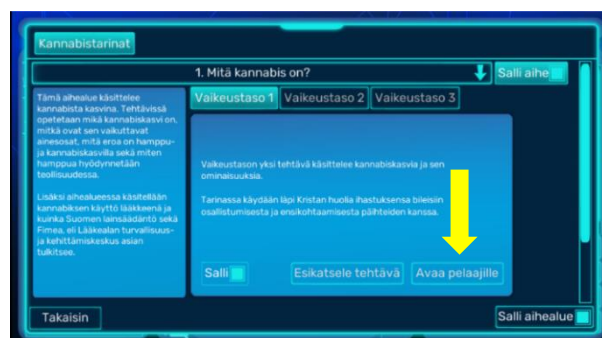 Kannabistarinat
1. Mitä kannabis on?
Salli aihe
Tämä aihealue käsittelee
kannabista kasvina. Tehtävissä
opetetaan mikä kannabiskasvi on,
mitkä ovat sen vaikuttavat
ainesosat, mitä eroa on hamppu-
ja kannabiskasvilla sekä miten
hamppua hyödynnetään
teollisuudessa.
Lisäksi aihealueessa käsitellään
kannabiksen käyttö lääkkeenä ja
kuinka Suomen lainsäädäntö sekä
Fimea, eli Lääkealan turvallisuus-
ja kehittämiskeskus asian
tulkitsee.
Vaikeustaso 1
Vaikeustaso 2
Vaikeustaso 3
Vaikeustason yksi tehtävä käsittelee kannabiskasvia ja sen
ominaisuuksia.
Tarinassa käydään läpi Kristan huolia ihastuksensa bileisiin
osallistumisesta ja ensikohtaamisesta päihteiden kanssa.
Salli
Esikatsele tehtävä
Avaa pelaajille
Takaisin
Salli aihealue